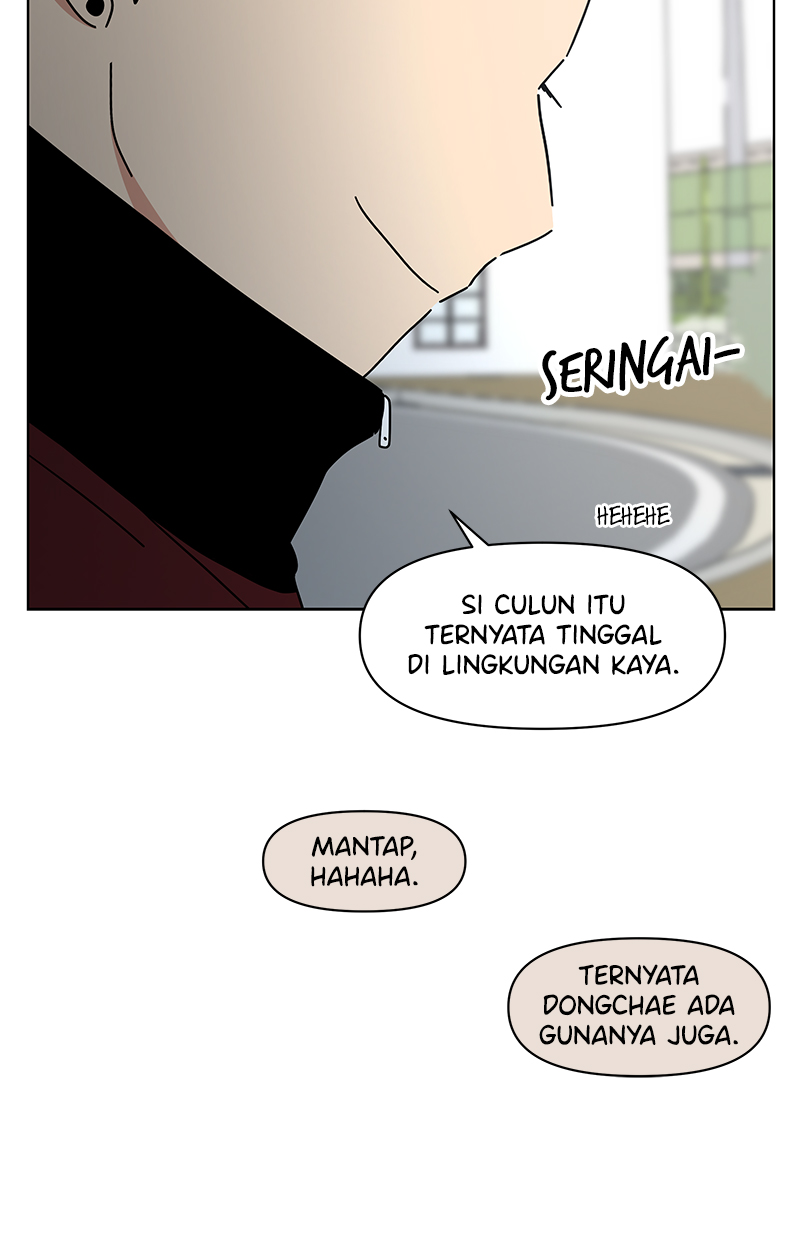 SERINGAI-
HEHEHE
SI CULUN ITU
TERNYATA TINGGAL
DI LINGKUNGAN KAYA.
MANTAP,
HAHAHA.
TERNYATA
DONGCHAE ADA
GUNANYA JUGA.